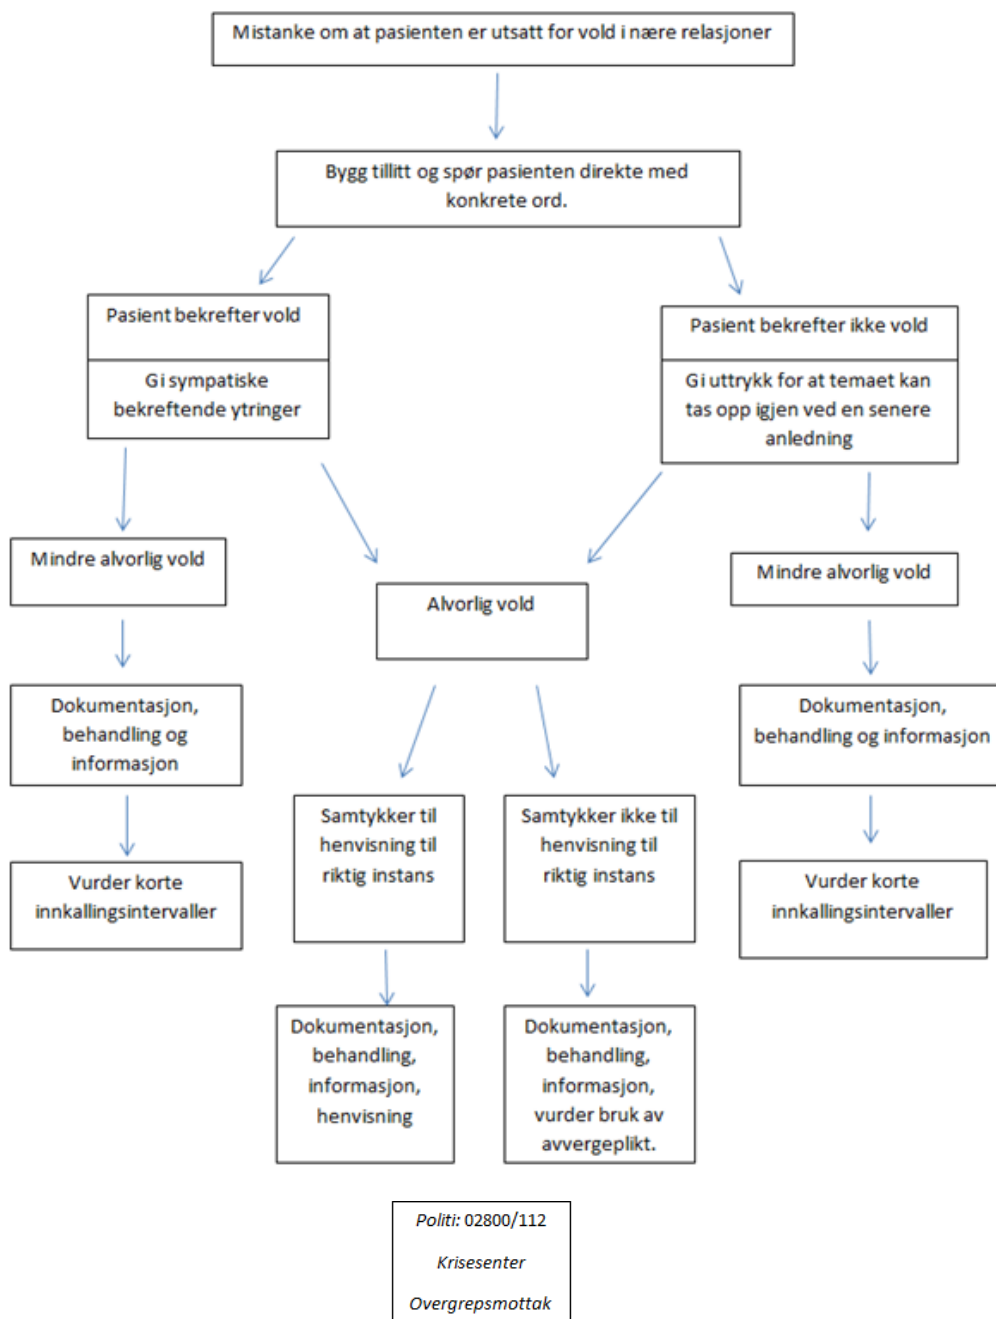 Mistanke om at pasienten er utsatt for vold i nære relasjoner
Bygg tillitt og spør pasienten direkte med
konkrete ord.
Pasient bekrefter vold
Gi sympatiske
bekreftende ytringer
Pasient bekrefter ikke vold
Gi uttrykk for at temaet kan
tas opp igjen ved en senere
anledning
Mindre alvorlig vold
Alvorlig vold
Mindre alvorlig vold
Dokumentasjon,
behandling og
informasjon
Dokumentasjon,
behandling og informasjon
Samtykker til
henvisning til
riktig instans
Samtykker ikke til
henvisning til
riktig instans
Vurder korte
innkallingsintervaller
Vurder korte
innkallingsintervaller
Dokumentasjon,
behandling,
informasjon,
henvisning
Dokumentasjon,
behandling,
informasjon,
vurder bruk av
avvergeplikt.
Politi: 02800/112
Krisesenter
Overgrepsmottak